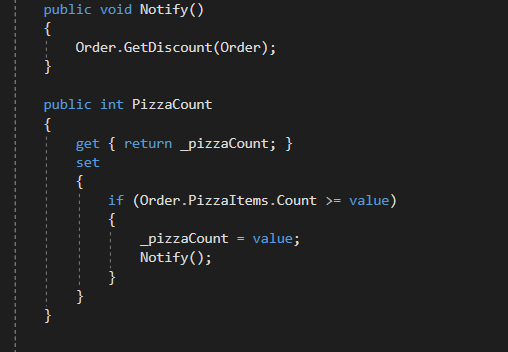 public void Notify()
{
Order.GetDiscount(Order);
}
public int PizzaCount
{
get { return _pizzaCount; }
set
{
if (Order.PizzaItems.Count >= value)
{
_pizzaCount = value;
Notify();
}
}
}